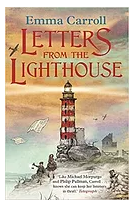 Emma Carroll
LETTERS
FROM THE
LIGHTHOUSE
'Like Michael Morpurgo
and Philip Pullman, Carroll
knows she can keep her listeners
in thrall.' Telegraph